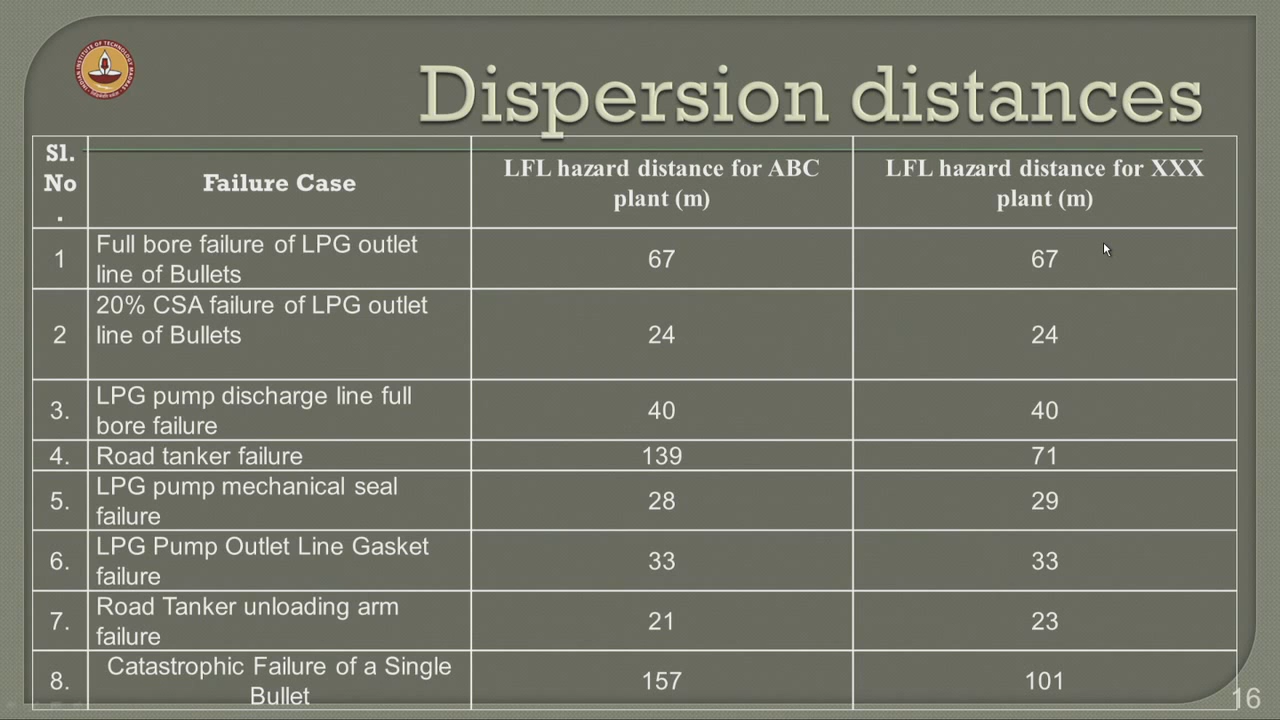 Dispersion distances
Sl.
No
.
Failure Case
LFL hazard distance for ABC
plant (m)
LFL hazard distance for XXX
plant (m)
1
Full bore failure of LPG outlet
line of Bullets
67
67
2
20% CSA failure of LPG outlet
line of Bullets
24
24
3.
LPG pump discharge line full
bore failure
40
40
4.
Road tanker failure
139
71
5.
LPG pump mechanical seal
failure
28
29
6.
LPG Pump Outlet Line Gasket
failure
33
33
7.
Road Tanker unloading arm
failure
21
23
8.
Catastrophic Failure of a Single
Bullet
157
101
16